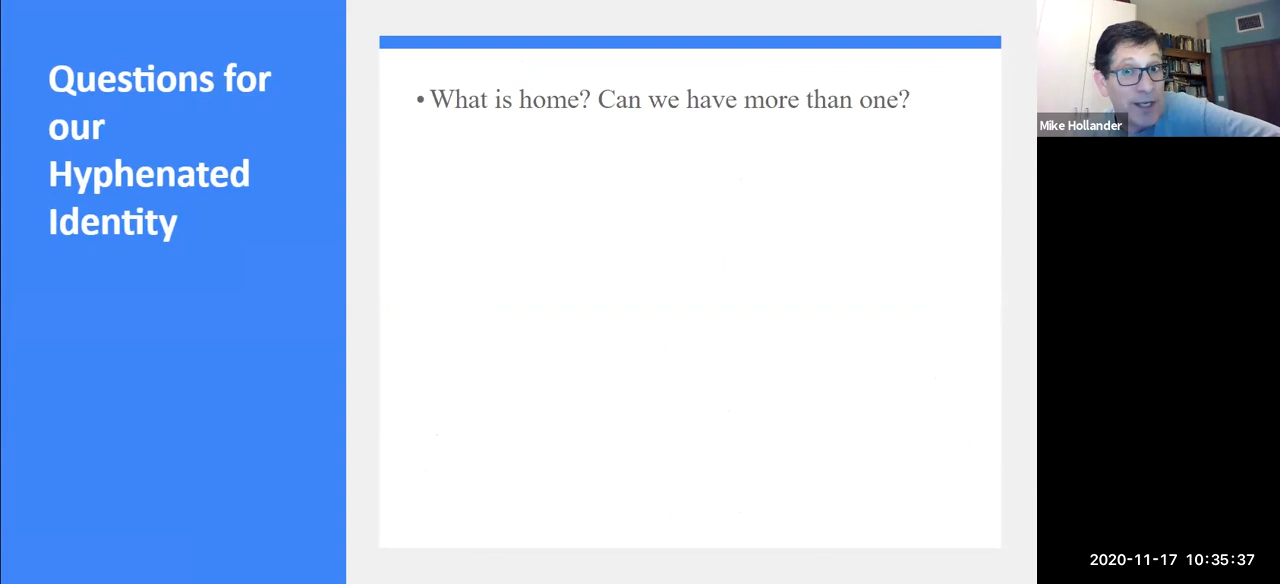 Questions for
our
Hyphenated
Identity
• What is home? Can we have more than one?
Mike Hollander
2020-11-17 10:35:37